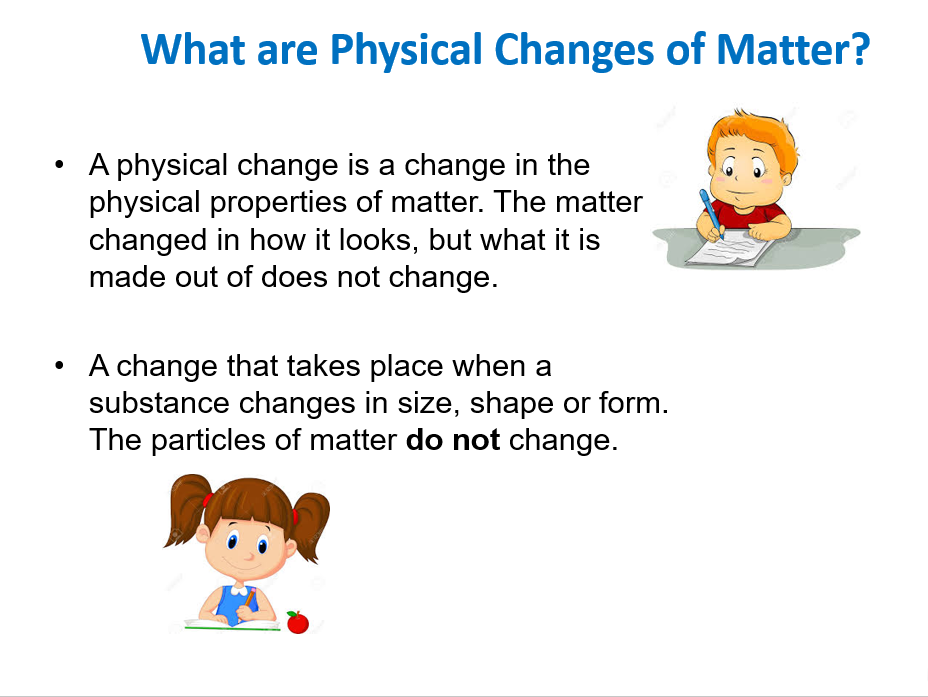 What are Physical Changes of Matter?
• A physical change is a change in the
physical properties of matter. The matter
changed in how it looks, but what it is
made out of does not change.
• A change that takes place when a
substance changes in size, shape or form.
The particles of matter do not change.